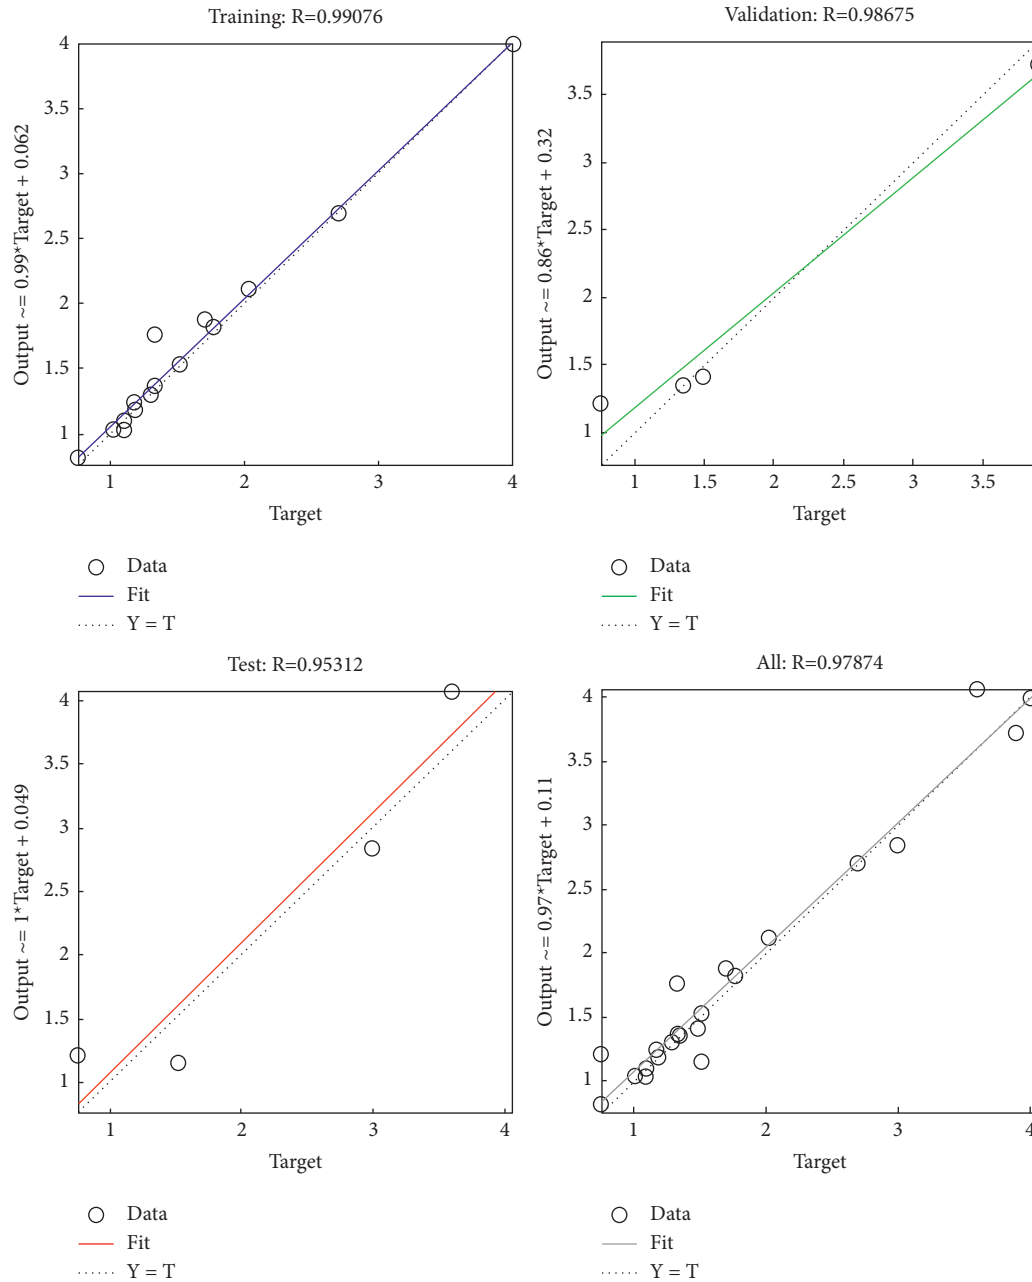 Training: R=0.99076
Output ~= 0.99*Target + 0.062
4
3.5
3
2.5
2
1.5
1
1 2 3 4
Target
Data
Fit
Y = T
Validation: R=0.98675
Output ~= 0.86*Target + 0.32
3.5
3
2.5
2
1.5
1
1 1.5 2 2.5 3 3.5
Target
Data
Fit
Y = T
Test: R=0.95312
Output ~= 1*Target + 0.049
4
3.5
3
2.5
2
1.5
1
1 2 3 4
Target
Data
Fit
Y = T
All: R=0.97874
Output ~= 0.97*Target + 0.11
4
3.5
3
2.5
2
1.5
1
1 2 3 4
Target
Data
Fit
Y = T